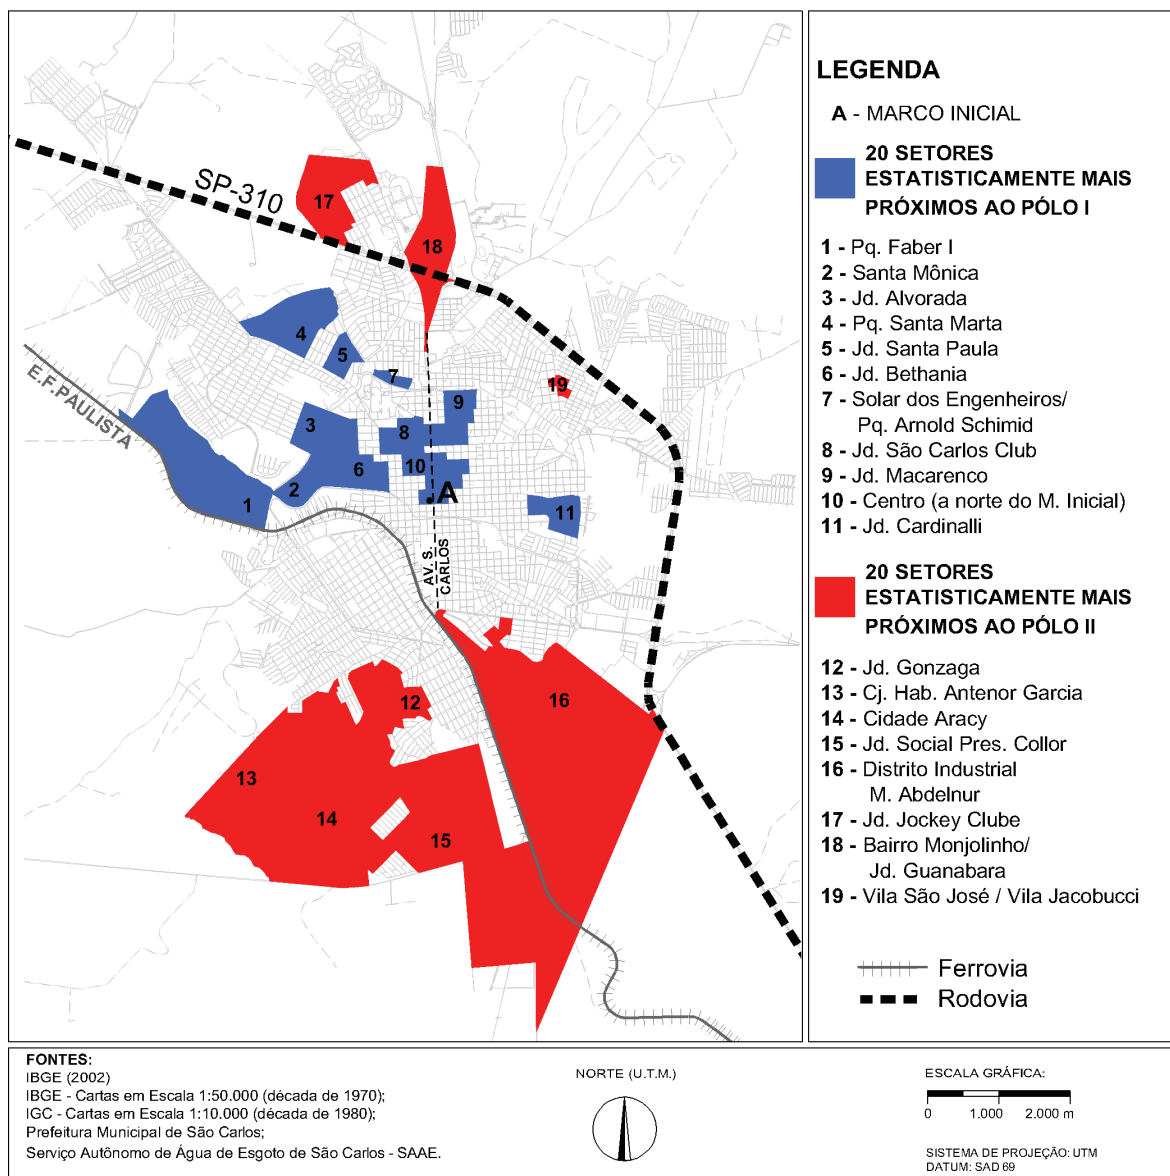 SP-310
17
18
4
5
7
19
E.F.PAULISTA
9
3
8
6
10
2
A
1
11
AV. S.
CARLOS
12
16
13
14
15
LEGENDA
A - MARCO INICIAL
20 SETORES
ESTATISTICAMENTE MAIS
PRÓXIMOS AO PÓLO I
1 - Pq. Faber I
2 - Santa Mônica
3 - Jd. Alvorada
4 - Pq. Santa Marta
5 - Jd. Santa Paula
6 - Jd. Bethania
7 - Solar dos Engenheiros/
Pq. Arnold Schimid
8 - Jd. São Carlos Club
9 - Jd. Macarenco
10 - Centro (a norte do M. Inicial)
11 - Jd. Cardinalli
20 SETORES
ESTATISTICAMENTE MAIS
PRÓXIMOS AO PÓLO II
12 - Jd. Gonzaga
13 - Cj. Hab. Antenor Garcia
14 - Cidade Aracy
15 - Jd. Social Pres. Collor
16 - Distrito Industrial
M. Abdelnur
17 - Jd. Jockey Clube
18 - Bairro Monjolinho/
Jd. Guanabara
19 - Vila São José / Vila Jacobucci
Ferrovia
Rodovia
FONTES:
IBGE (2002)
IBGE - Cartas em Escala 1:50.000 (década de 1970);
IGC - Cartas em Escala 1:10.000 (década de 1980);
Prefeitura Municipal de São Carlos;
Serviço Autônomo de Água de Esgoto de São Carlos - SAAE.
NORTE (U.T.M.)
ESCALA GRÁFICA:
0 1.000 2.000 m
SISTEMA DE PROJEÇÃO: UTM
DATUM: SAD 69